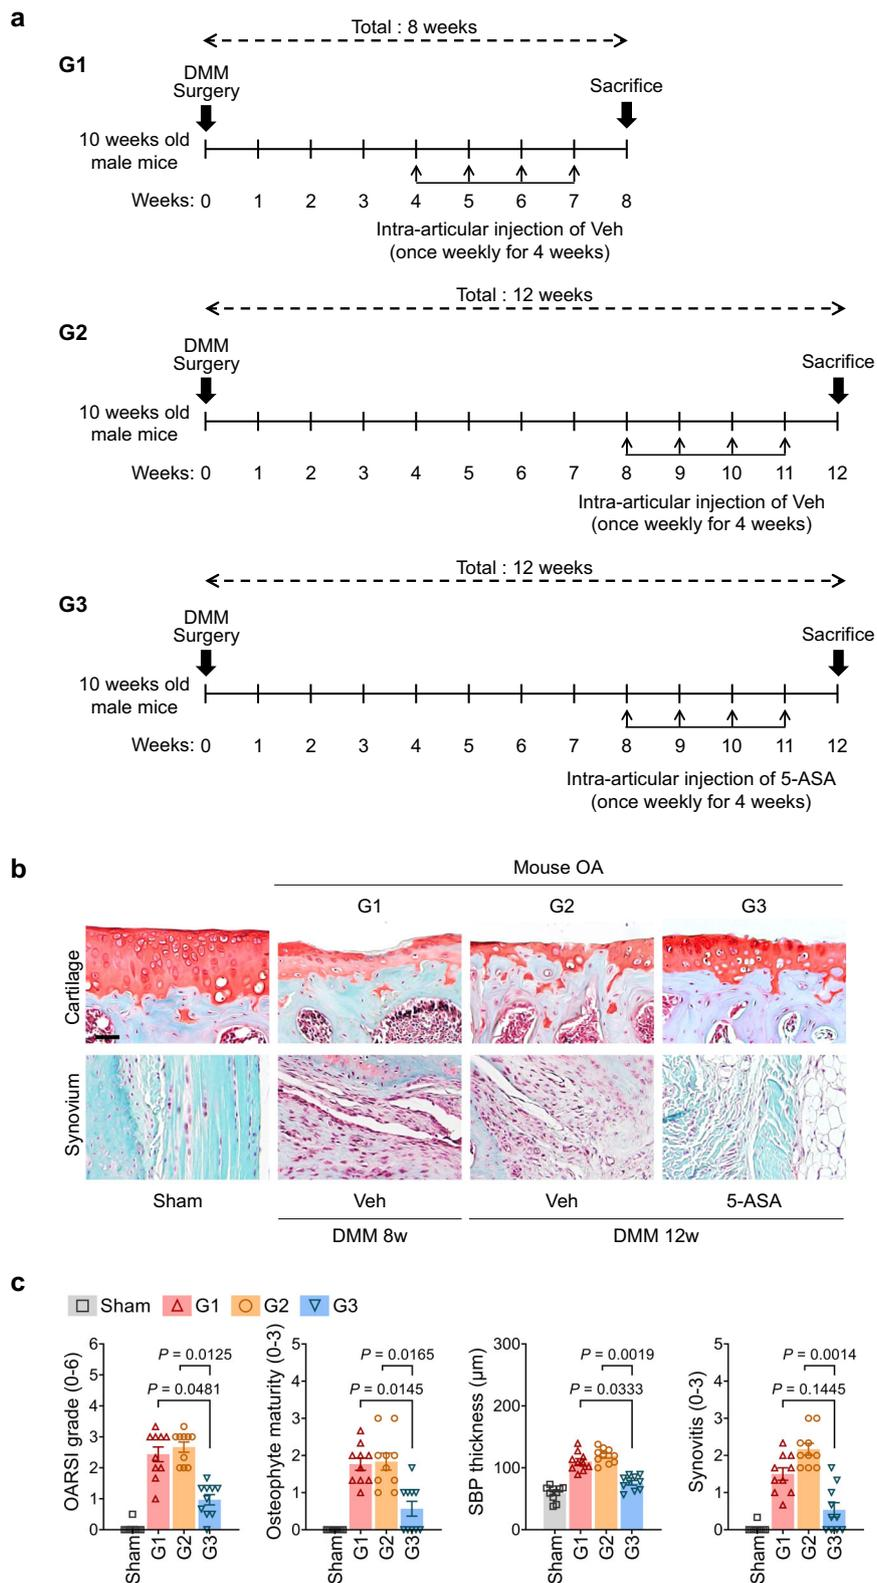 a
Total : 8 weeks
G1
DMM
Surgery
Sacrifice
10 weeks old
male mice
Weeks: 0 1 2 3 4 5 6 7 8
Intra-articular injection of Veh
(once weekly for 4 weeks)
Total : 12 weeks
G2
DMM
Surgery
Sacrifice
10 weeks old
male mice
Weeks: 0 1 2 3 4 5 6 7 8 9 10 11 12
Intra-articular injection of Veh
(once weekly for 4 weeks)
Total : 12 weeks
G3
DMM
Surgery
Sacrifice
10 weeks old
male mice
Weeks: 0 1 2 3 4 5 6 7 8 9 10 11 12
Intra-articular injection of 5-ASA
(once weekly for 4 weeks)
b
Mouse OA
G1 G2 G3
Cartilage
Synovium
Sham Veh Veh 5-ASA
DMM 8w DMM 12w
c
Sham G1 G2 G3
OARSI grade (0-6)
6
5
4
3
2
1
0
P = 0.0125
P = 0.0481
Sham G1 G2 G3
Osteophyte maturity (0-3)
5
4
3
2
1
0
P = 0.0165
P = 0.0145
Sham G1 G2 G3
SBP thickness (µm)
300
200
100
0
P = 0.0019
P = 0.0333
Sham G1 G2 G3
Synovitis (0-3)
5
4
3
2
1
0
P = 0.0014
P = 0.1445
Sham G1 G2 G3